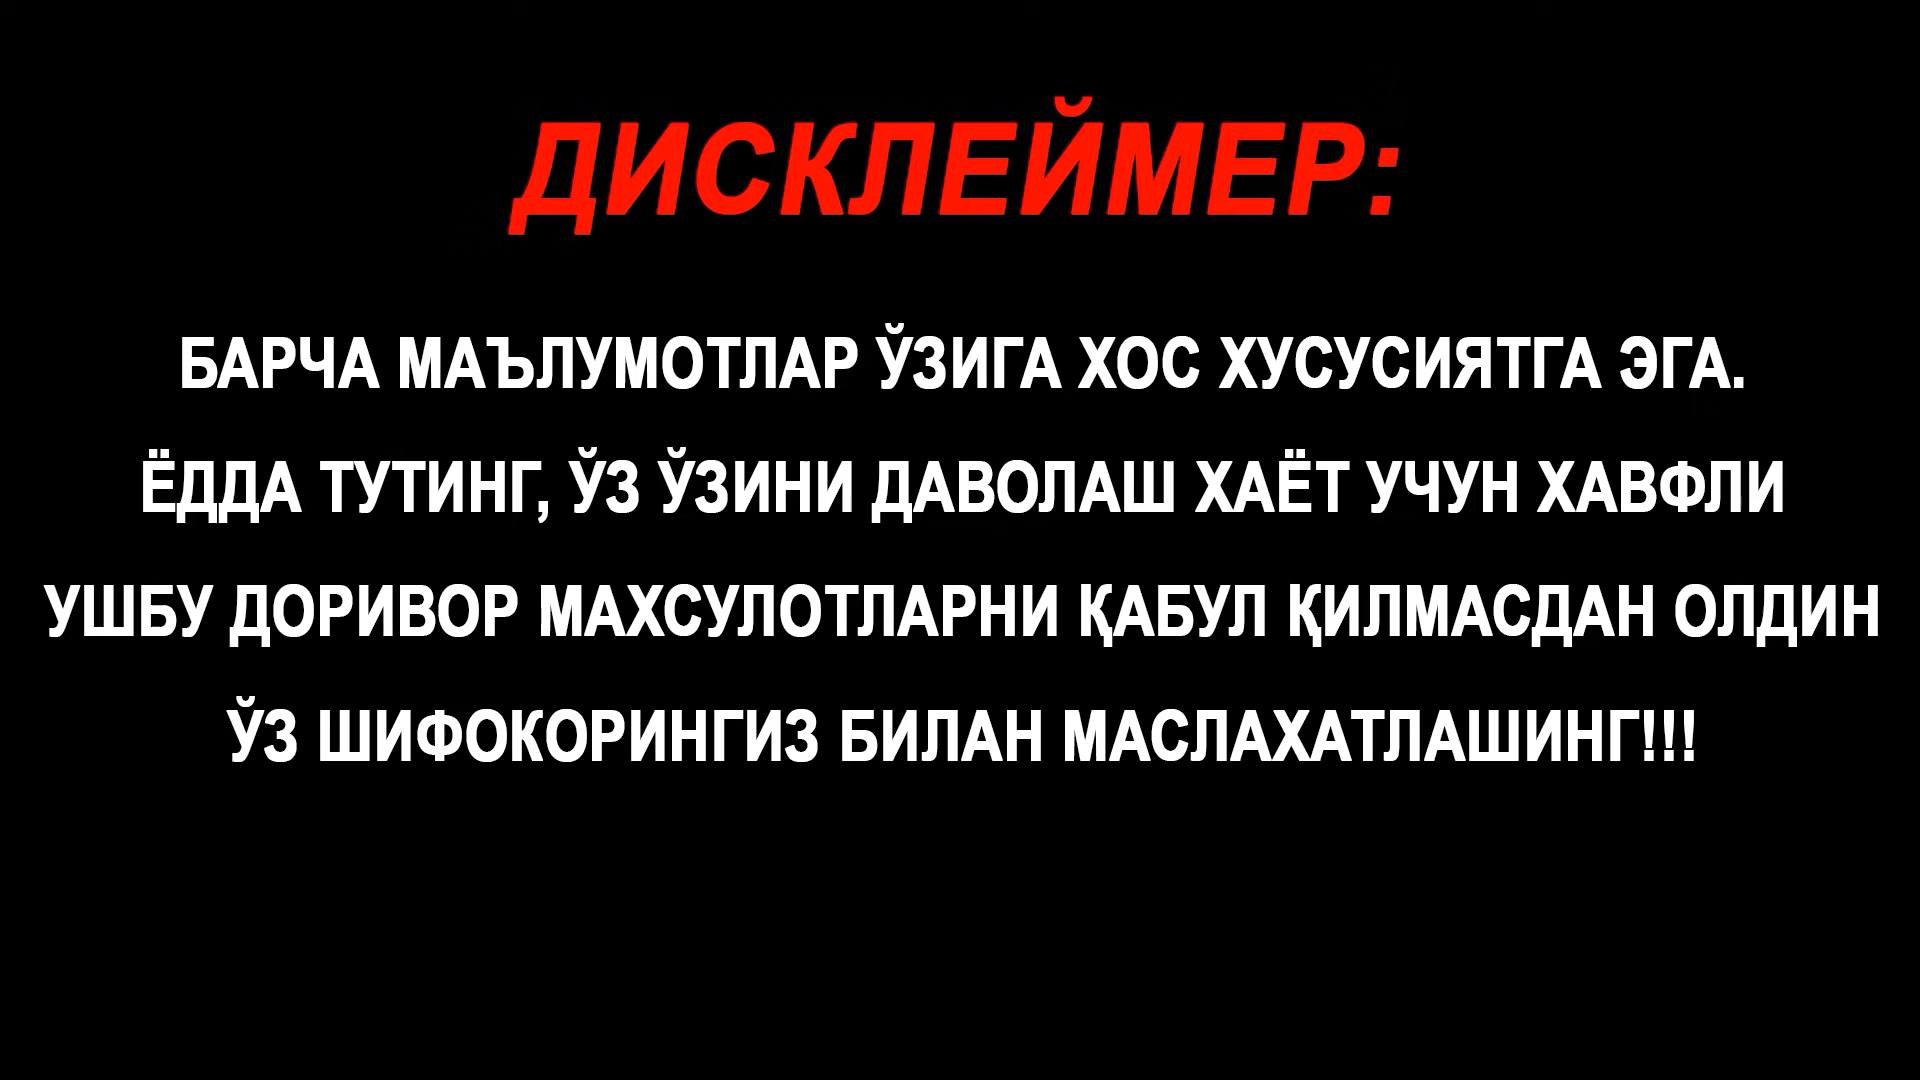 ДИСКЛЕЙМЕР:
БАРЧА МАЪЛУМОТЛАР ЎЗИГА ХОС ХУСУСИЯТГА ЭГА.
ЁДДА ТУТИНГ, ЎЗ ЎЗИНИ ДАВОЛАШ ХАЁТ УЧУН ХАВФЛИ
УШБУ ДОРИВОР МАХСУЛОТЛАРНИ ҚАБУЛ ҚИЛМАСДАН ОЛДИН
ЎЗ ШИФОКОРИНГИЗ БИЛАН МАСЛАХАТЛАШИНГ!!!